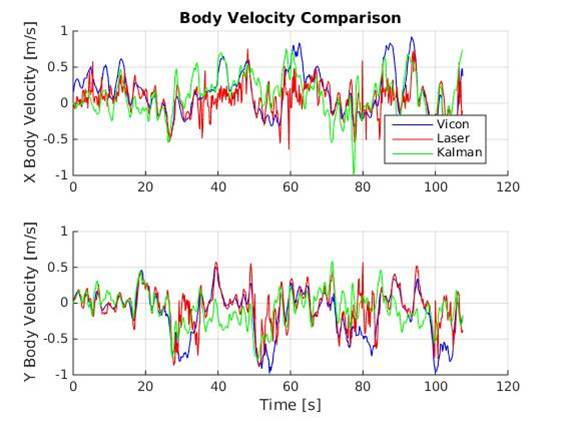 Body Velocity Comparison
X Body Velocity [m/s]
1
0.5
0
-0.5
-1
0 20 40 60 80 100 120
Vicon
Laser
Kalman
Y Body Velocity [m/s]
1
0.5
0
-0.5
-1
0 20 40 60 80 100 120
Time [s]